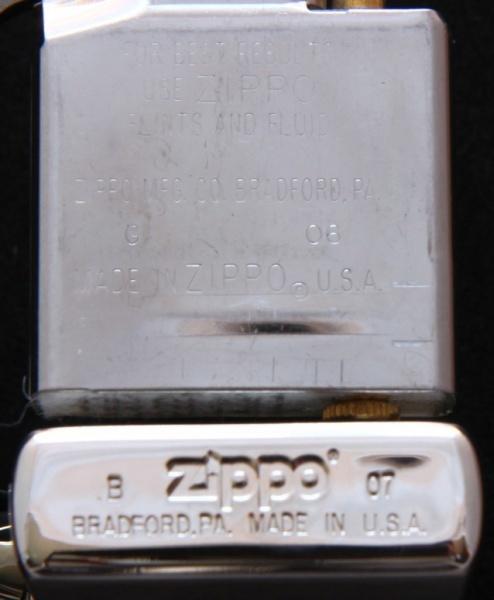 FOR BEST RESULTS
USE ZIPPO
FLINTS AND FLUID
ZIPPO MFG. CO. BRADFORD, PA.
G 08
MADE IN ZIPPO® U.S.A.
B zippo® 07
BRADFORD, PA. MADE IN U.S.A.